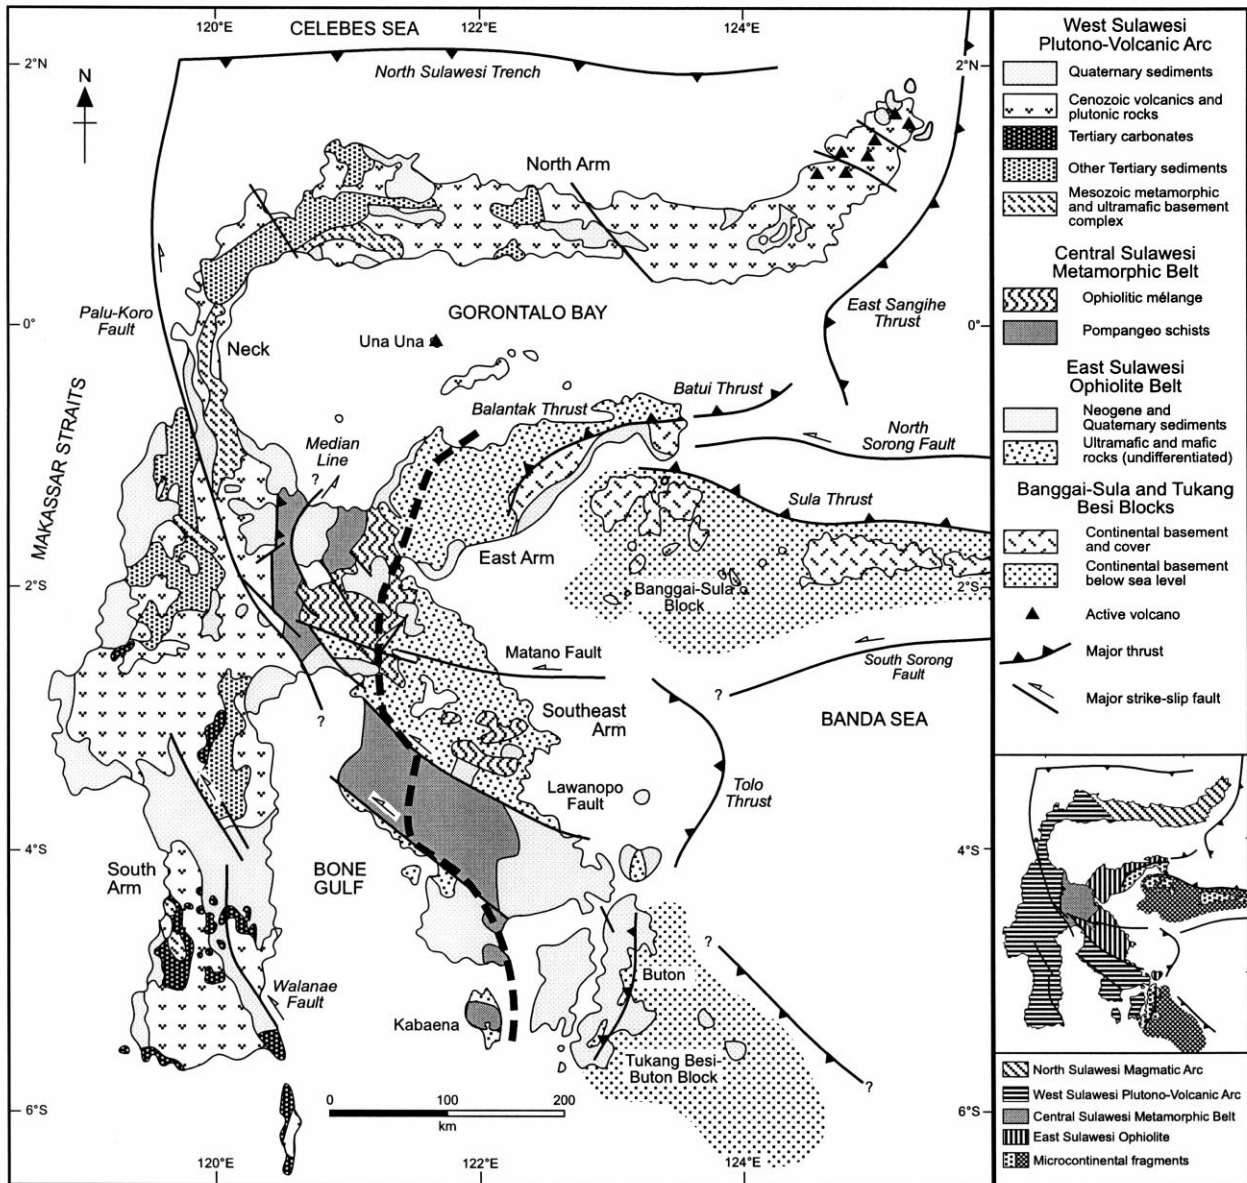 120°E
122°E
124°E
CELEBES SEA
2°N
2°N
North Sulawesi Trench
N
North Arm
East Sangihe
Thrust
Palu-Koro
Fault
GORONTALO BAY
0°
0°
Neck
Una Una
Batui Thrust
Balantak Thrust
North
Sorong Fault
MAKASSAR STRAITS
Median
Line
?
Sula Thrust
East Arm
2°S
2°S
Banggai-Sula
Block
Matano Fault
South Sorong
Fault
?
?
Southeast
Arm
BANDA SEA
Tolo
Thrust
Lawanopo
Fault
4°S
4°S
South
Arm
BONE
GULF
?
Buton
Walanae
Fault
Kabaena
Tukang Besi-
Buton Block
?
0
100
200
km
6°S
6°S
120°E
122°E
124°E
West Sulawesi
Plutono-Volcanic Arc
Quaternary sediments
Cenozoic volcanics and
plutonic rocks
Tertiary carbonates
Other Tertiary sediments
Mesozoic metamorphic
and ultramafic basement
complex
Central Sulawesi
Metamorphic Belt
Ophiolitic mélange
Pompangeo schists
East Sulawesi
Ophiolite Belt
Neogene and
Quaternary sediments
Ultramafic and mafic
rocks (undifferentiated)
Banggai-Sula and Tukang
Besi Blocks
Continental basement
and cover
Continental basement
below sea level
Active volcano
Major thrust
Major strike-slip fault
North Sulawesi Magmatic Arc
West Sulawesi Plutono-Volcanic Arc
Central Sulawesi Metamorphic Belt
East Sulawesi Ophiolite
Microcontinental fragments